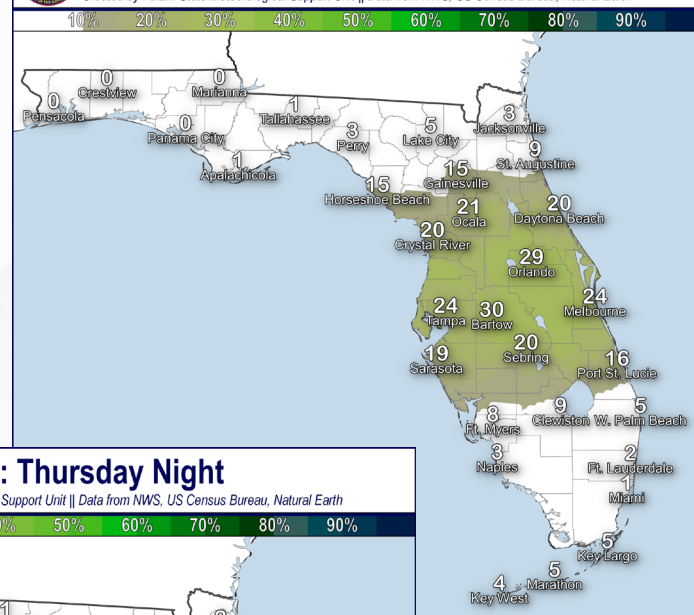 10% 20% 30% 40% 50% 60% 70% 80% 90%
0
Pensacola
0
Crestview
0
Marianna
0
Panama City
1
Apalachicola
1
Tallahassee
3
Perry
5
Lake City
3
Jacksonville
9
St. Augustine
15
Horseshoe Beach
15
Gainesville
21
Ocala
20
Daytona Beach
20
Crystal River
29
Orlando
24
Tampa
30
Bartow
24
Melbourne
19
Sarasota
20
Sebring
16
Port St. Lucie
8
Ft. Myers
9
Clewiston
5
W. Palm Beach
3
Naples
2
Ft. Lauderdale
1
Miami
5
Key Largo
5
Marathon
4
Key West
: Thursday Night
Support Unit || Data from NWS, US Census Bureau, Natural Earth
50% 60% 70% 80% 90%